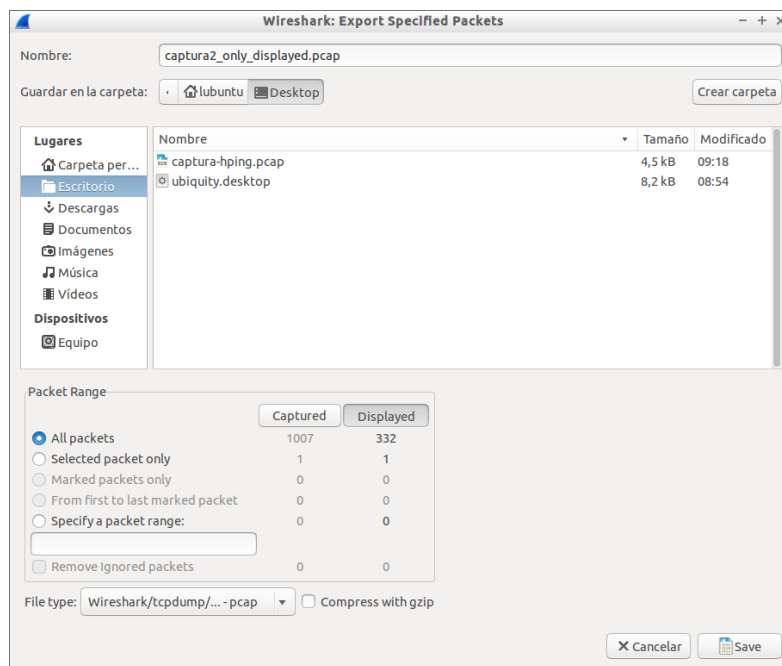 Wireshark: Export Specified Packets
Nombre: captura2_only_displayed.pcap
Guardar en la carpeta: lubuntu Desktop Crear carpeta
Lugares
Carpeta per...
Escritorio
Descargas
Documentos
Imágenes
Música
Vídeos
Dispositivos
Equipo
Nombre Tamaño Modificado
captura-hping.pcap 4,5 kB 09:18
ubiquity.desktop 8,2 kB 08:54
Packet Range
Captured Displayed
All packets 1007 332
Selected packet only 1 1
Marked packets only 0 0
From first to last marked packet 0 0
Specify a packet range: 0 0
Remove Ignored packets 0 0
File type: Wireshark/tcpdump/... - pcap Compress with gzip
Cancelar Save